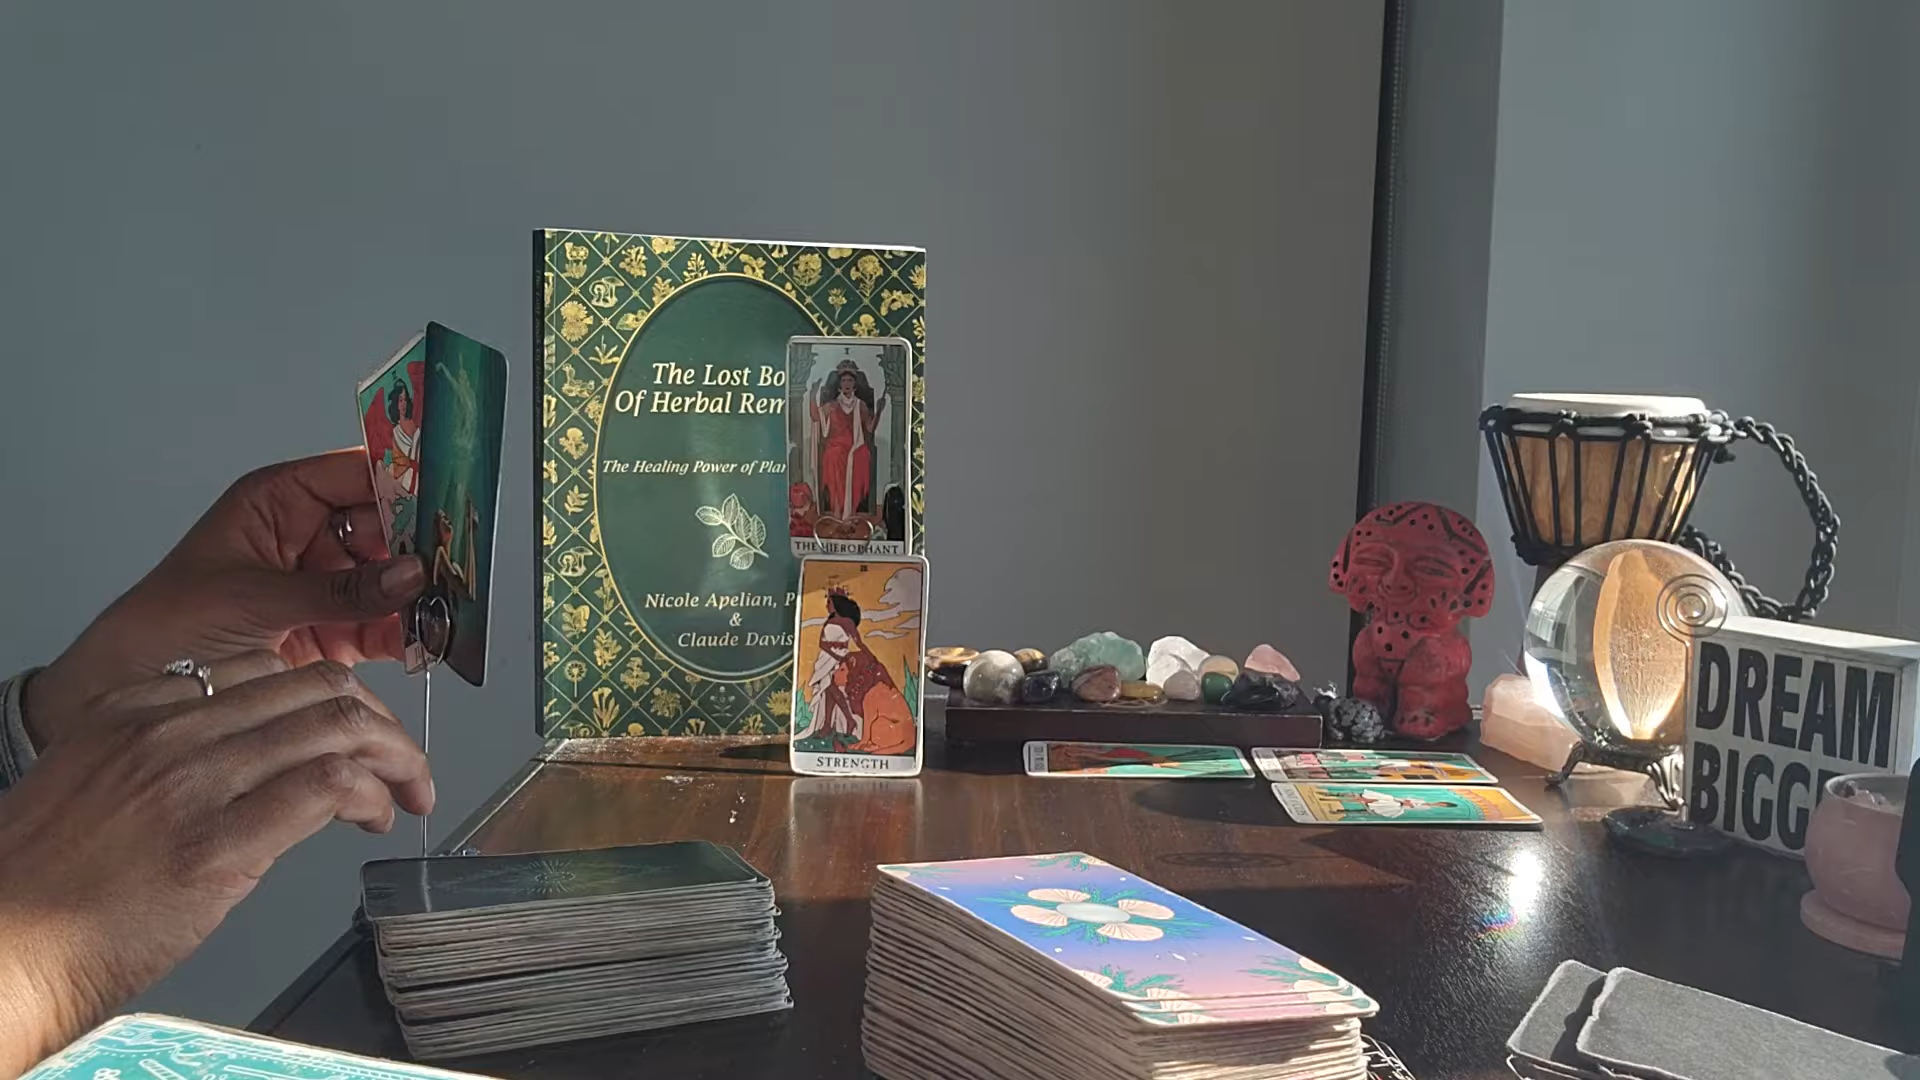 The Lost Bo
Of Herbal Rem
The Healing Power of Plan
Nicole Apelian, P
&
Claude Davis
THE HIEROPHANT
STRENGTH
DREAM
BIGG